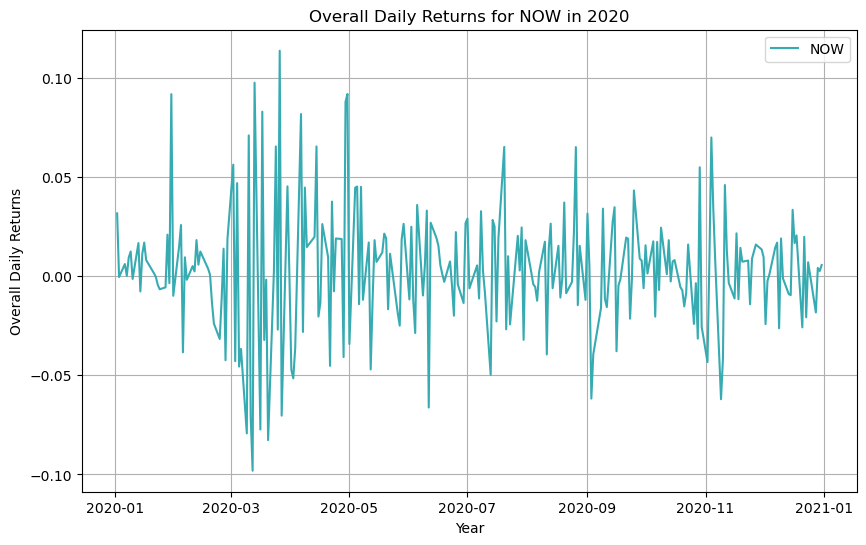 Overall Daily Returns for NOW in 2020
NOW
0.10
0.05
0.00
−0.05
−0.10
Overall Daily Returns
2020-01 2020-03 2020-05 2020-07 2020-09 2020-11 2021-01
Year